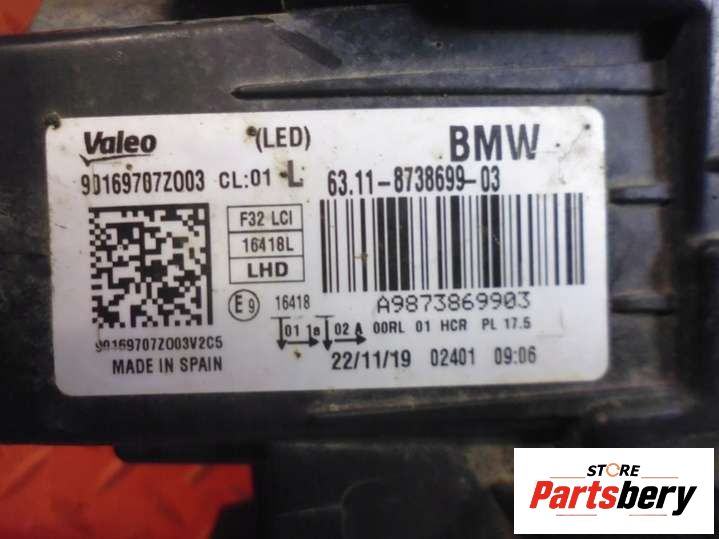 Valeo (LED) BMW
90169707Z003 CL:01 L 63.11-8738699-03
F32 LCI
16418L
LHD
E9 16418 A9873869903
01 1a 02 A 00RL 01 HCR PL 17.5
90169707Z003V2C5
MADE IN SPAIN 22/11/19 02401 09:06
STORE
Partsbery